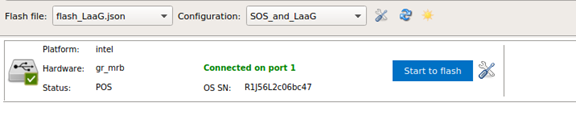 Flash file: flash_LaaG.json Configuration: SOS_and_LaaG
Platform: intel
Hardware: gr_mrb Connected on port 1
Start to flash
Status: POS OS SN: R1J56L2c06bc47